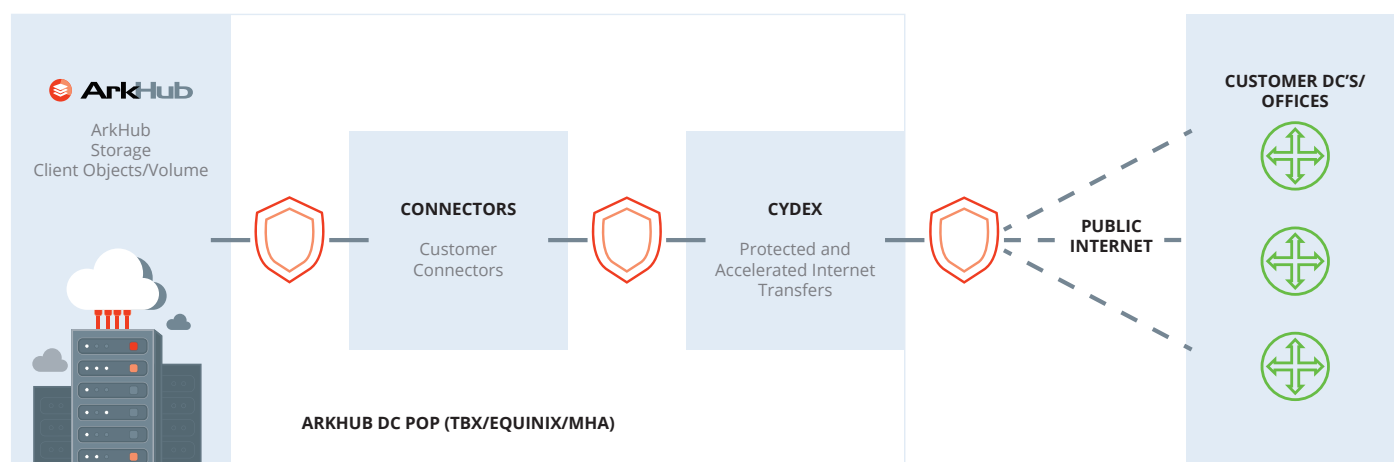 ArkHub
ArkHub
Storage
Client Objects/Volume
CONNECTORS
Customer
Connectors
CYDEX
Protected and
Accelerated Internet
Transfers
PUBLIC
INTERNET
CUSTOMER DC’S/
OFFICES
ARKHUB DC POP (TBX/EQUINIX/MHA)